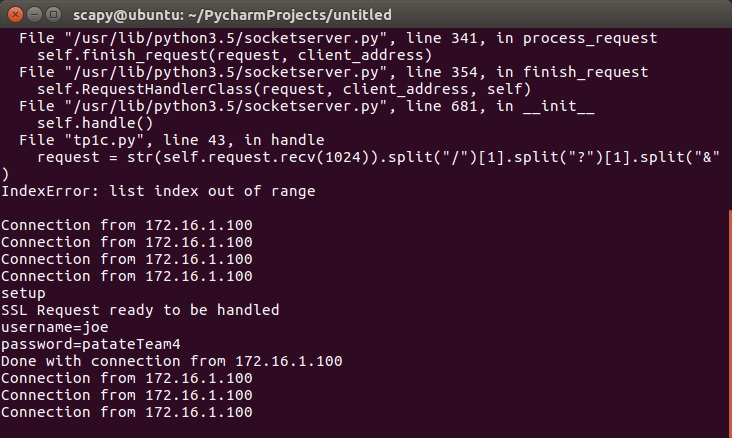 scapy@ubuntu: ~/PycharmProjects/untitled
File "/usr/lib/python3.5/socketserver.py", line 341, in process_request
self.finish_request(request, client_address)
File "/usr/lib/python3.5/socketserver.py", line 354, in finish_request
self.RequestHandlerClass(request, client_address, self)
File "/usr/lib/python3.5/socketserver.py", line 681, in __init__
self.handle()
File "tp1c.py", line 43, in handle
request = str(self.request.recv(1024)).split("/")[1].split("?")[1].split("&"
)
IndexError: list index out of range
Connection from 172.16.1.100
Connection from 172.16.1.100
Connection from 172.16.1.100
Connection from 172.16.1.100
setup
SSL Request ready to be handled
username=joe
password=patateTeam4
Done with connection from 172.16.1.100
Connection from 172.16.1.100
Connection from 172.16.1.100
Connection from 172.16.1.100